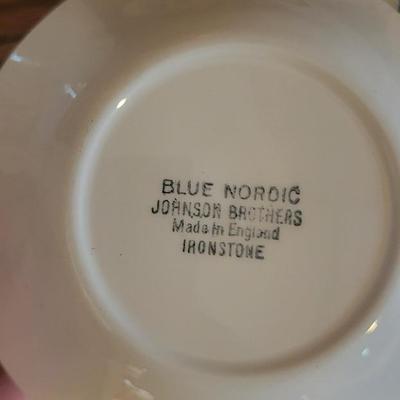 BLUE NORDIC
JOHNSON BROTHERS
Made in England
IRONSTONE